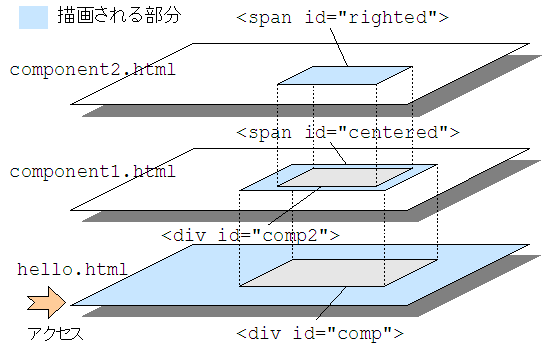 描画される部分
<span id="righted">
component2.html
<span id="centered">
component1.html
<div id="comp2">
hello.html
アクセス
<div id="comp">